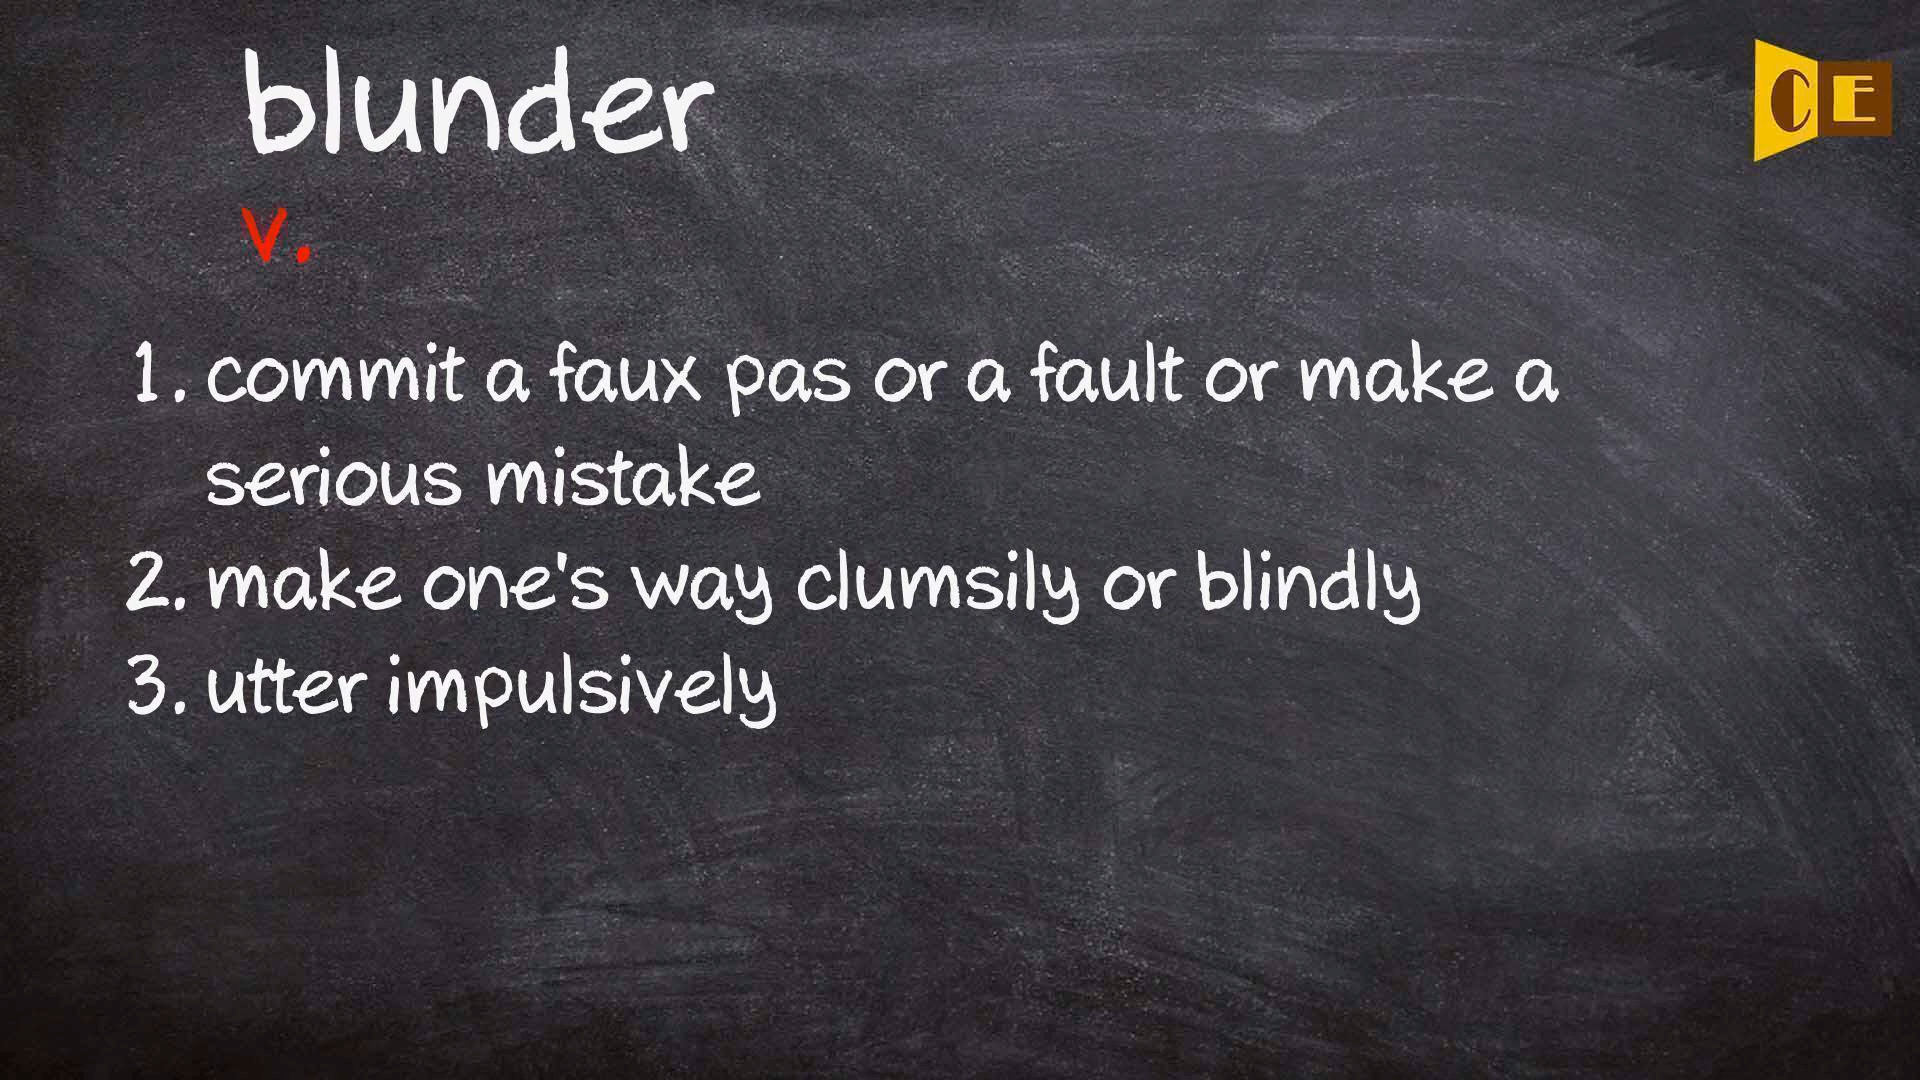 blunder
CE
v.
1. commit a faux pas or a fault or make a
serious mistake
2. make one's way clumsily or blindly
3. utter impulsively